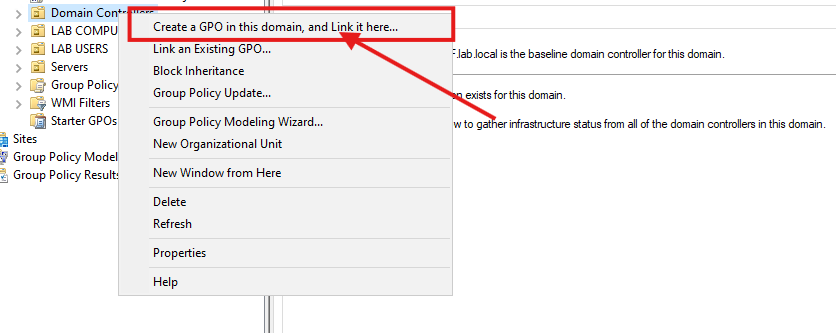 Domain Controllers
LAB COMPU
LAB USERS
Servers
Group Policy
WMI Filters
Starter GPOs
Sites
Group Policy Model
Group Policy Results
Create a GPO in this domain, and Link it here...
Link an Existing GPO...
Block Inheritance
Group Policy Update...
Group Policy Modeling Wizard...
New Organizational Unit
New Window from Here
Delete
Refresh
Properties
Help
F.lab.local is the baseline domain controller for this domain.
on exists for this domain.
w to gather infrastructure status from all of the domain controllers in this domain.